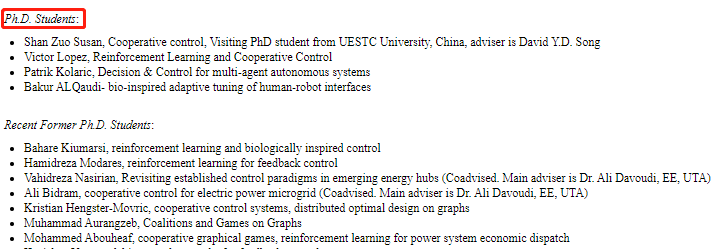 Ph.D. Students:
Shan Zuo Susan, Cooperative control, Visiting PhD student from UESTC University, China, adviser is David Y.D. Song
Victor Lopez, Reinforcement Learning and Cooperative Control
Patrik Kolaric, Decision & Control for multi-agent autonomous systems
Bakur ALQaudi- bio-inspired adaptive tuning of human-robot interfaces
Recent Former Ph.D. Students:
Bahare Kiumarsi, reinforcement learning and biologically inspired control
Hamidreza Modares, reinforcement learning for feedback control
Vahidreza Nasirian, Revisiting established control paradigms in emerging energy hubs (Coadvised. Main adviser is Dr. Ali Davoudi, EE, UTA)
Ali Bidram, cooperative control for electric power microgrid (Coadvised. Main adviser is Dr. Ali Davoudi, EE, UTA)
Kristian Hengster-Movric, cooperative control systems, distributed optimal design on graphs
Muhammad Aurangzeb, Coalitions and Games on Graphs
Mohammed Abouheaf, cooperative graphical games, reinforcement learning for power system economic dispatch